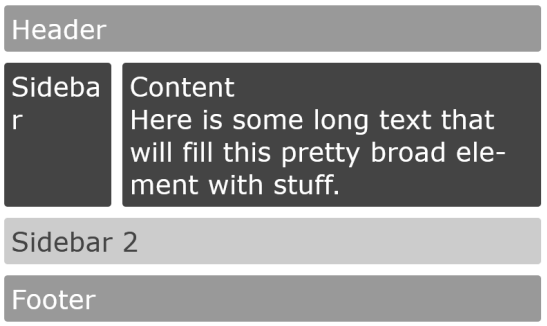 Header
Sideba
r
Content
Here is some long text that
will fill this pretty broad ele-
ment with stuff.
Sidebar 2
Footer